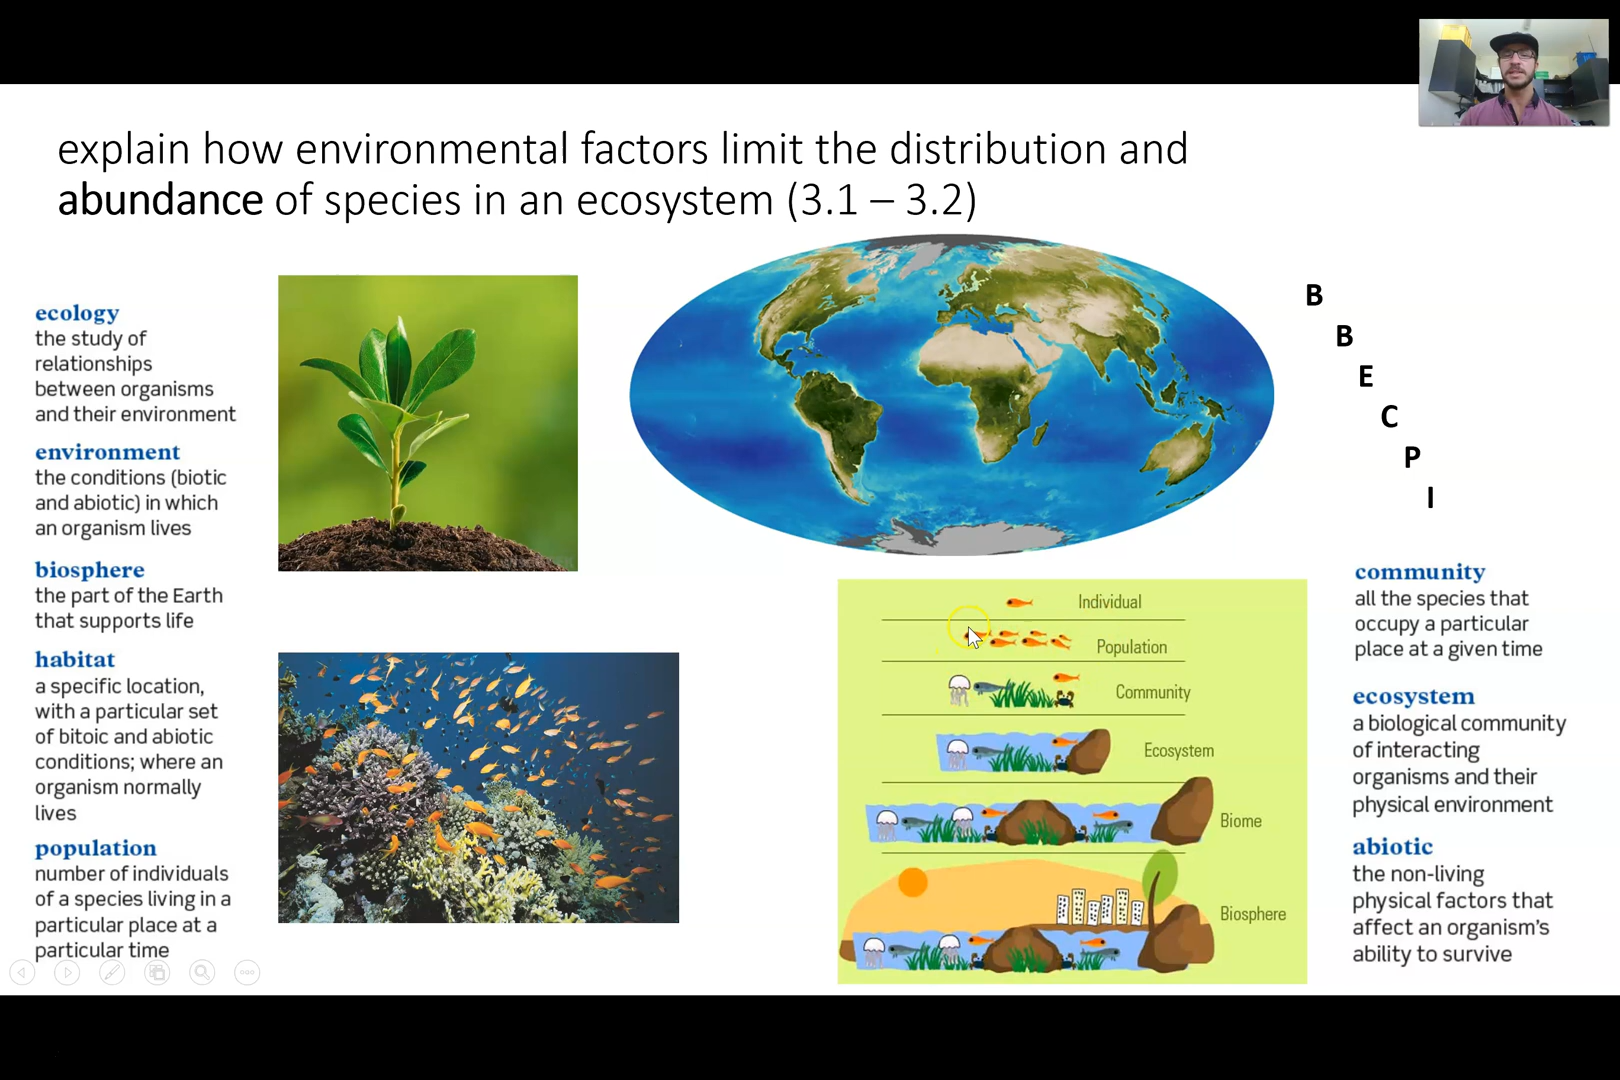 explain how environmental factors limit the distribution and
abundance of species in an ecosystem (3.1 – 3.2)
ecology
the study of
relationships
between organisms
and their environment
environment
the conditions (biotic
and abiotic) in which
an organism lives
biosphere
the part of the Earth
that supports life
habitat
a specific location,
with a particular set
of bitoic and abiotic
conditions; where an
organism normally
lives
population
number of individuals
of a species living in a
particular place at a
particular time
B
B
E
C
P
I
Individual
Population
Community
Ecosystem
Biome
Biosphere
community
all the species that
occupy a particular
place at a given time
ecosystem
a biological community
of interacting
organisms and their
physical environment
abiotic
the non-living
physical factors that
affect an organism's
ability to survive